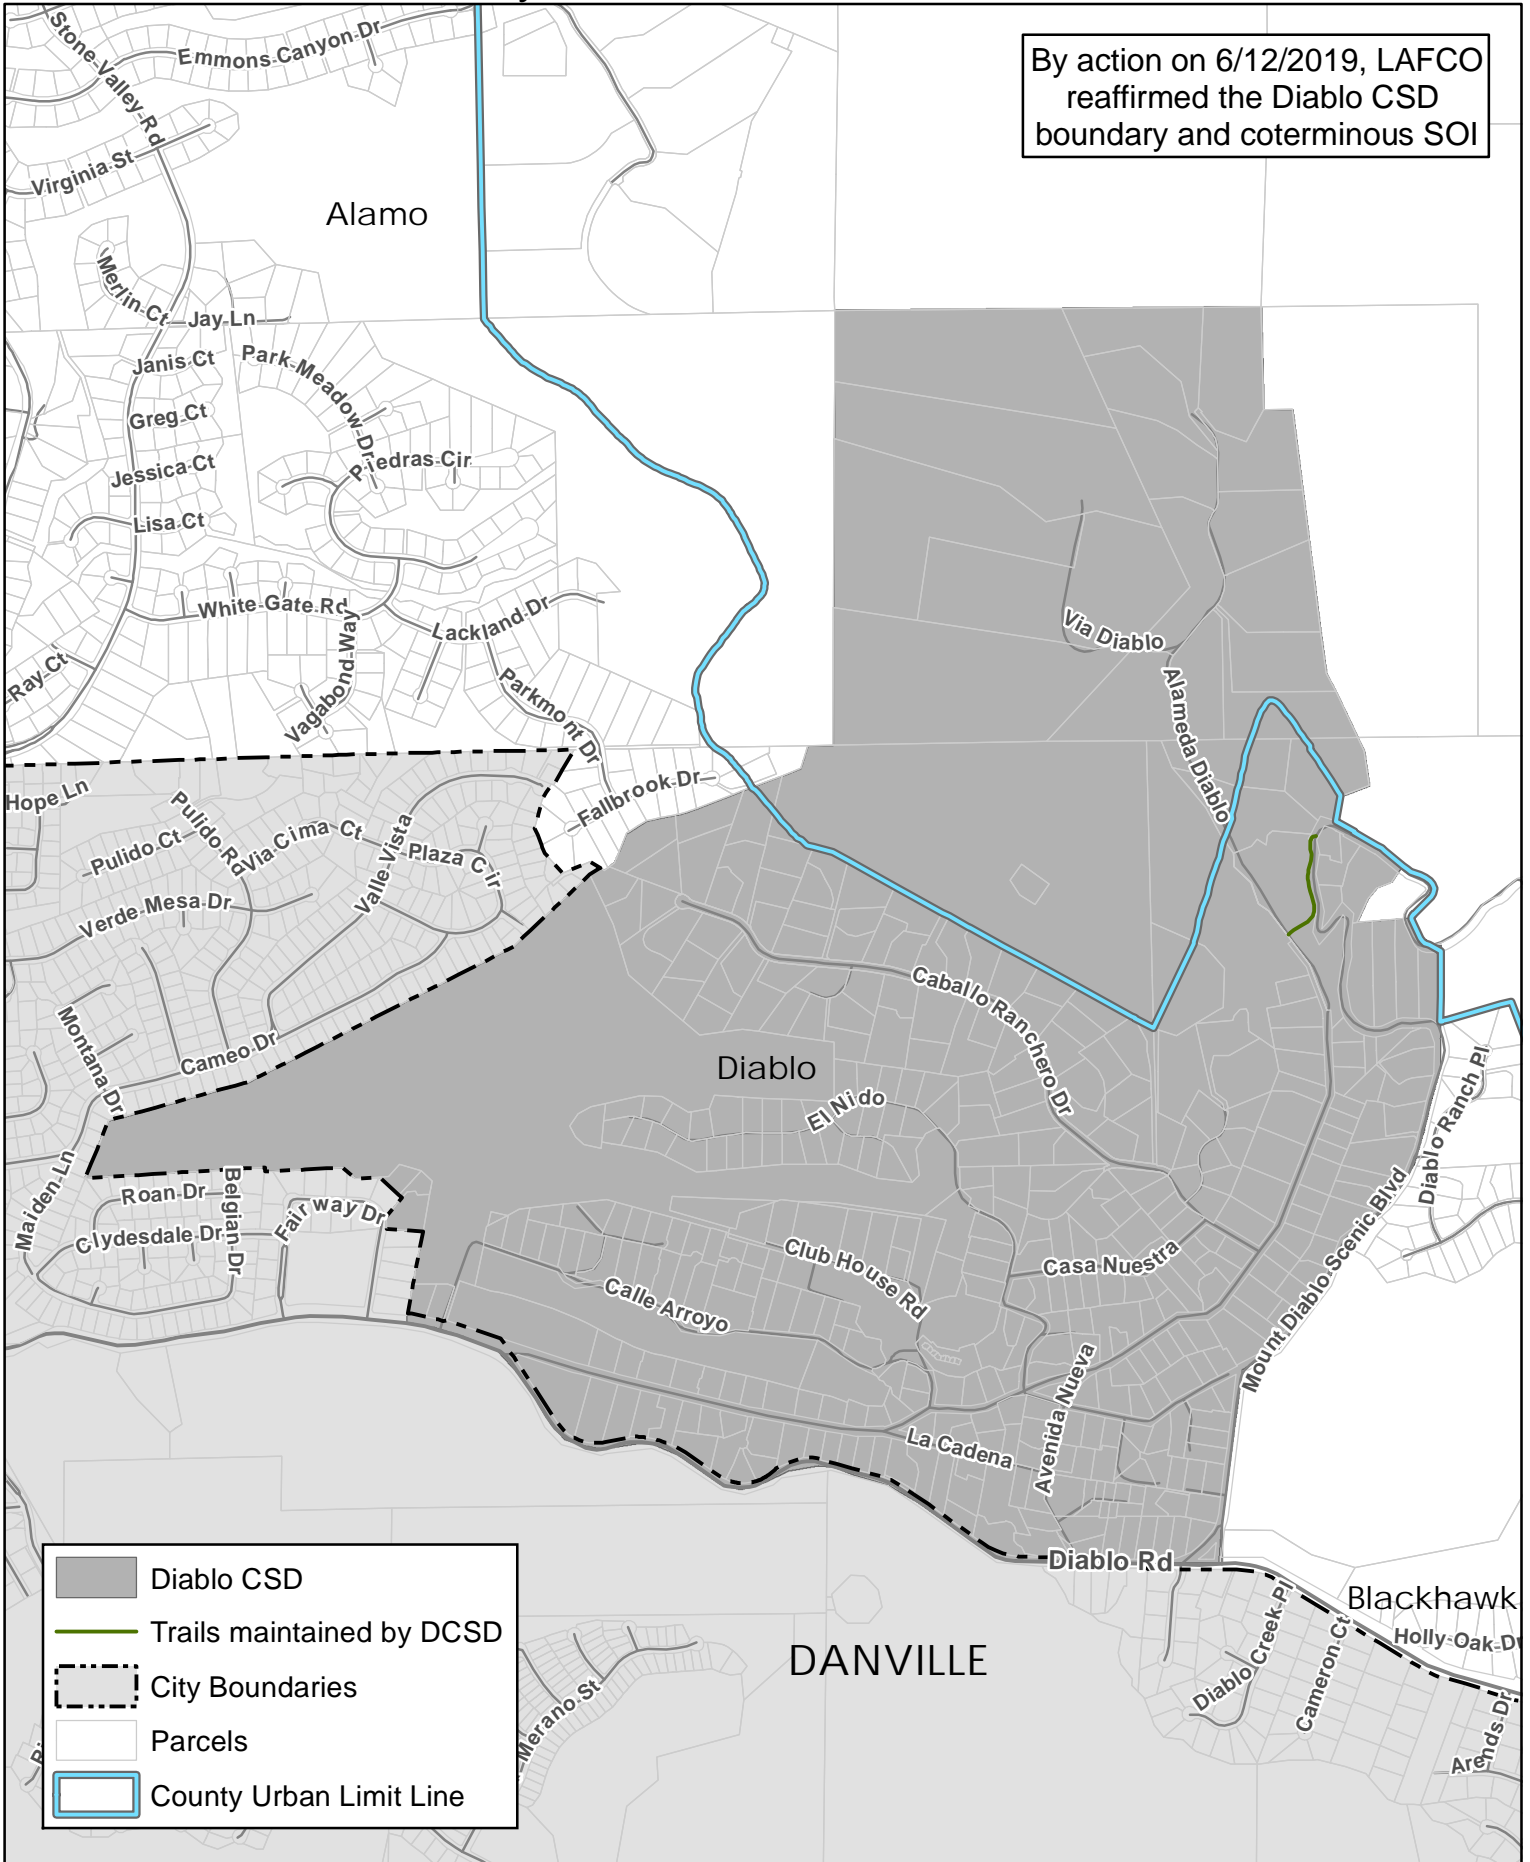 By action on 6/12/2019, LAFCO
reaffirmed the Diablo CSD
boundary and coterminous SOI
Stone Valley Rd
Emmons Canyon Dr
Virginia St
Alamo
Merlin Ct
Jay Ln
Janis Ct
Park Meadow Dr
Greg Ct
Piedras Cir
Jessica Ct
Lisa Ct
White Gate Rd
Lackland Dr
Via Diablo
Ray Ct
Vagabond Way
Parkmont Dr
Alameda Diablo
Hope Ln
Fallbrook Dr
Pulido Ct
Pulido Rd
Via Cima Ct
Valle Vista
Plaza Cir
Verde Mesa Dr
Caballo Ranchero Dr
Montana Dr
Cameo Dr
Diablo
El Nido
Diablo Ranch Pl
Maiden Ln
Roan Dr
Belgian Dr
Fairway Dr
Clydesdale Dr
Club House Rd
Casa Nuestra
Mount Diablo Scenic Blvd
Calle Arroyo
Avenida Nueva
La Cadena
Diablo Rd
Blackhawk
Holly Oak Dr
Diablo Creek Pl
Cameron Ct
DANVILLE
Merano St
Arends Dr
Diablo CSD
Trails maintained by DCSD
City Boundaries
Parcels
County Urban Limit Line